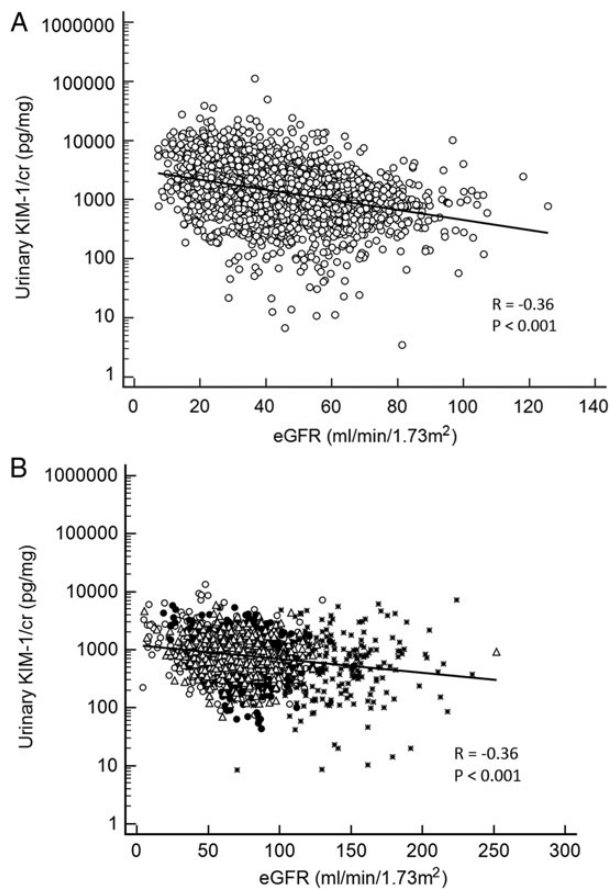 A
1000000
100000
10000
1000
100
10
1
Urinary KIM-1/cr (pg/mg)
R = -0.36
P < 0.001
0 20 40 60 80 100 120 140
eGFR (ml/min/1.73m²)
B
1000000
100000
10000
1000
100
10
1
Urinary KIM-1/cr (pg/mg)
R = -0.36
P < 0.001
0 50 100 150 200 250 300
eGFR (ml/min/1.73m²)